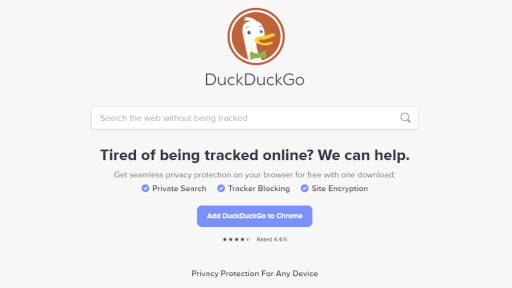 DuckDuckGo
Search the web without being tracked
Tired of being tracked online? We can help.
Get seamless privacy protection on your browser for free with one download:
Private Search Tracker Blocking Site Encryption
Add DuckDuckGo to Chrome
★★★★★ Rated 4.4/5
Privacy Protection For Any Device